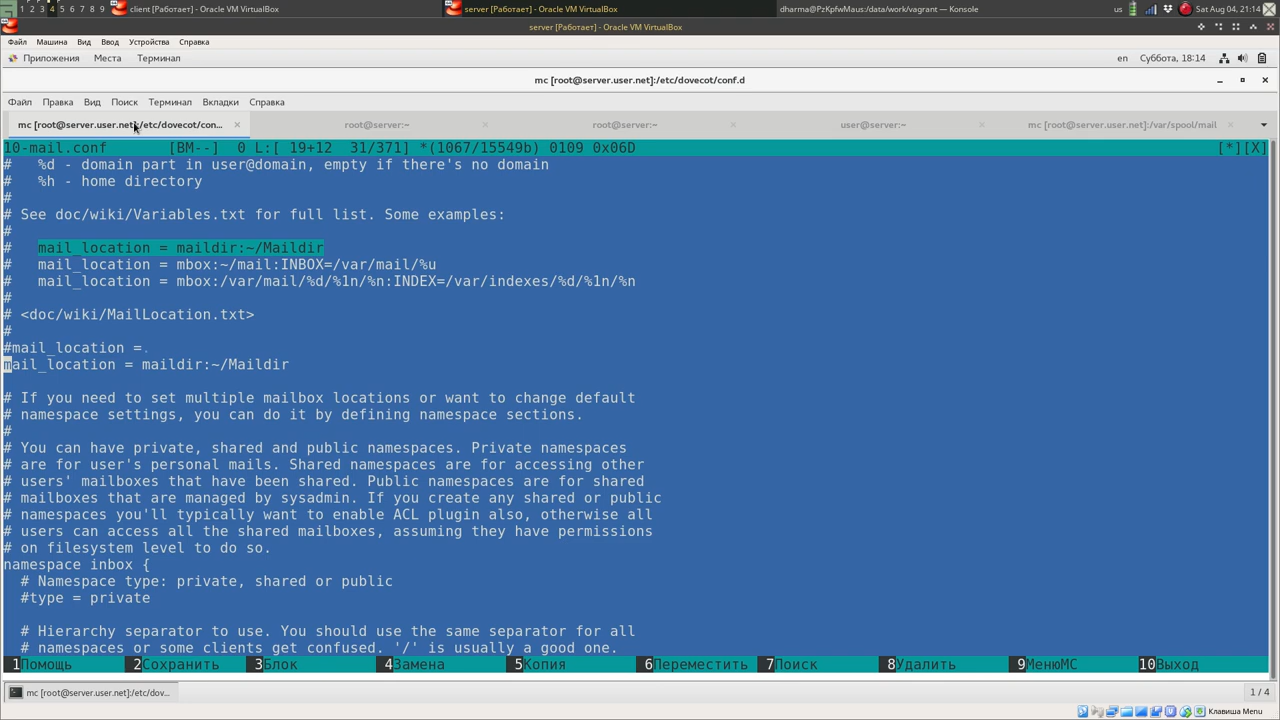 1 2 3 4 5 6 7 8 9 client [Работает] - Oracle VM VirtualBox server [Работает] - Oracle VM VirtualBox dharma@PzKpfwMaus:/data/work/vagrant — Konsole us Sat Aug 04, 21:14
server [Работает] - Oracle VM VirtualBox
Файл Машина Вид Ввод Устройства Справка
Приложения Места Терминал en Суббота, 18:14
mc [root@server.user.net]:/etc/dovecot/conf.d
Файл Правка Вид Поиск Терминал Вкладки Справка
mc [root@server.user.net]:/etc/dovecot/con... × root@server:~ × root@server:~ × user@server:~ × mc [root@server.user.net]:/var/spool/mail ×
10-mail.conf [BM--] 0 L:[ 19+12 31/371] *(1067/15549b) 0109 0x06D [*][X]
# %d - domain part in user@domain, empty if there's no domain
# %h - home directory
#
# See doc/wiki/Variables.txt for full list. Some examples:
#
# mail_location = maildir:~/Maildir
# mail_location = mbox:~/mail:INBOX=/var/mail/%u
# mail_location = mbox:/var/mail/%d/%1n/%n:INDEX=/var/indexes/%d/%1n/%n
#
# <doc/wiki/MailLocation.txt>
#
#mail_location =.
mail_location = maildir:~/Maildir
# If you need to set multiple mailbox locations or want to change default
# namespace settings, you can do it by defining namespace sections.
#
# You can have private, shared and public namespaces. Private namespaces
# are for user's personal mails. Shared namespaces are for accessing other
# users' mailboxes that have been shared. Public namespaces are for shared
# mailboxes that are managed by sysadmin. If you create any shared or public
# namespaces you'll typically want to enable ACL plugin also, otherwise all
# users can access all the shared mailboxes, assuming they have permissions
# on filesystem level to do so.
namespace inbox {
# Namespace type: private, shared or public
#type = private
# Hierarchy separator to use. You should use the same separator for all
# namespaces or some clients get confused. '/' is usually a good one.
1Помощь 2Сохранить 3Блок 4Замена 5Копия 6Переместить 7Поиск 8Удалить 9МенюМС 10Выход
mc [root@server.user.net]:/etc/dov... 1 / 4
Клавиша Menu